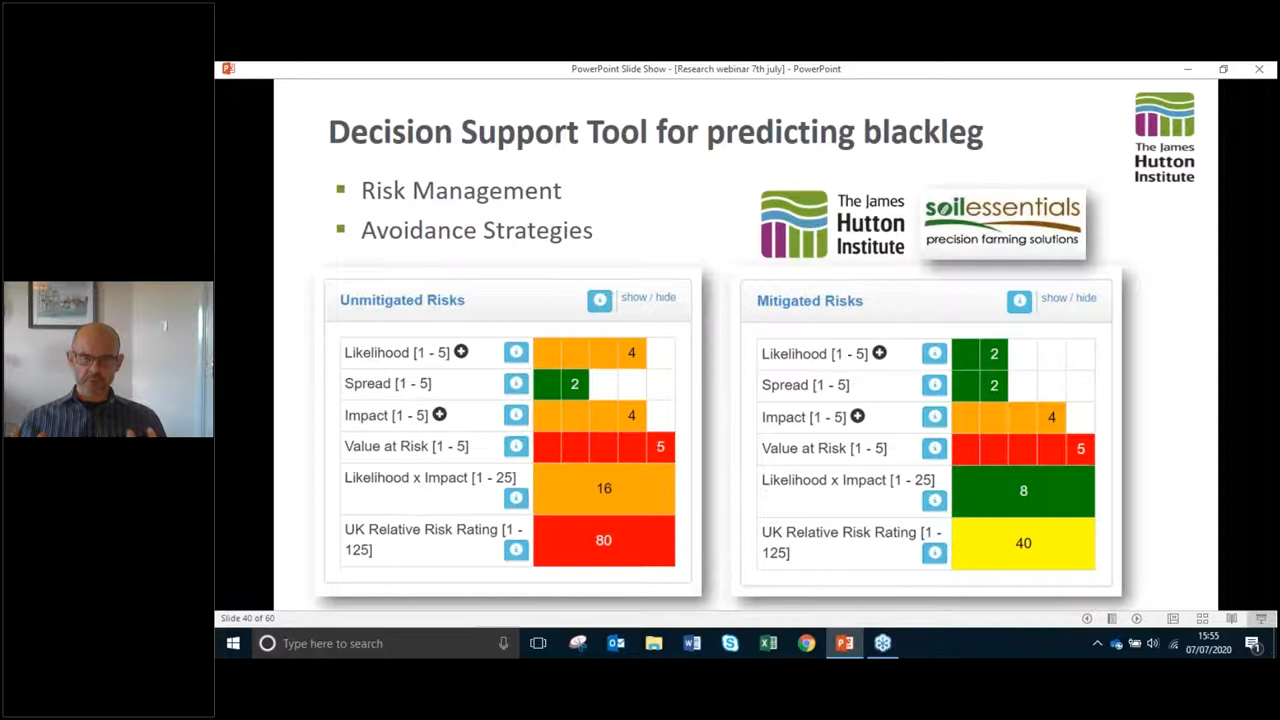 PowerPoint Slide Show - [Research webinar 7th july] - PowerPoint
Decision Support Tool for predicting blackleg
The James
Hutton
Institute
Risk Management
Avoidance Strategies
The James
Hutton
Institute
soilessentials
precision farming solutions
Unmitigated Risks
show / hide
Likelihood [1 - 5]
4
Spread [1 - 5]
2
Impact [1 - 5]
4
Value at Risk [1 - 5]
5
Likelihood x Impact [1 - 25]
16
UK Relative Risk Rating [1 -
125]
80
Mitigated Risks
show / hide
Likelihood [1 - 5]
2
Spread [1 - 5]
2
Impact [1 - 5]
4
Value at Risk [1 - 5]
5
Likelihood x Impact [1 - 25]
8
UK Relative Risk Rating [1 -
125]
40
Slide 40 of 60
Type here to search
15:55
07/07/2020